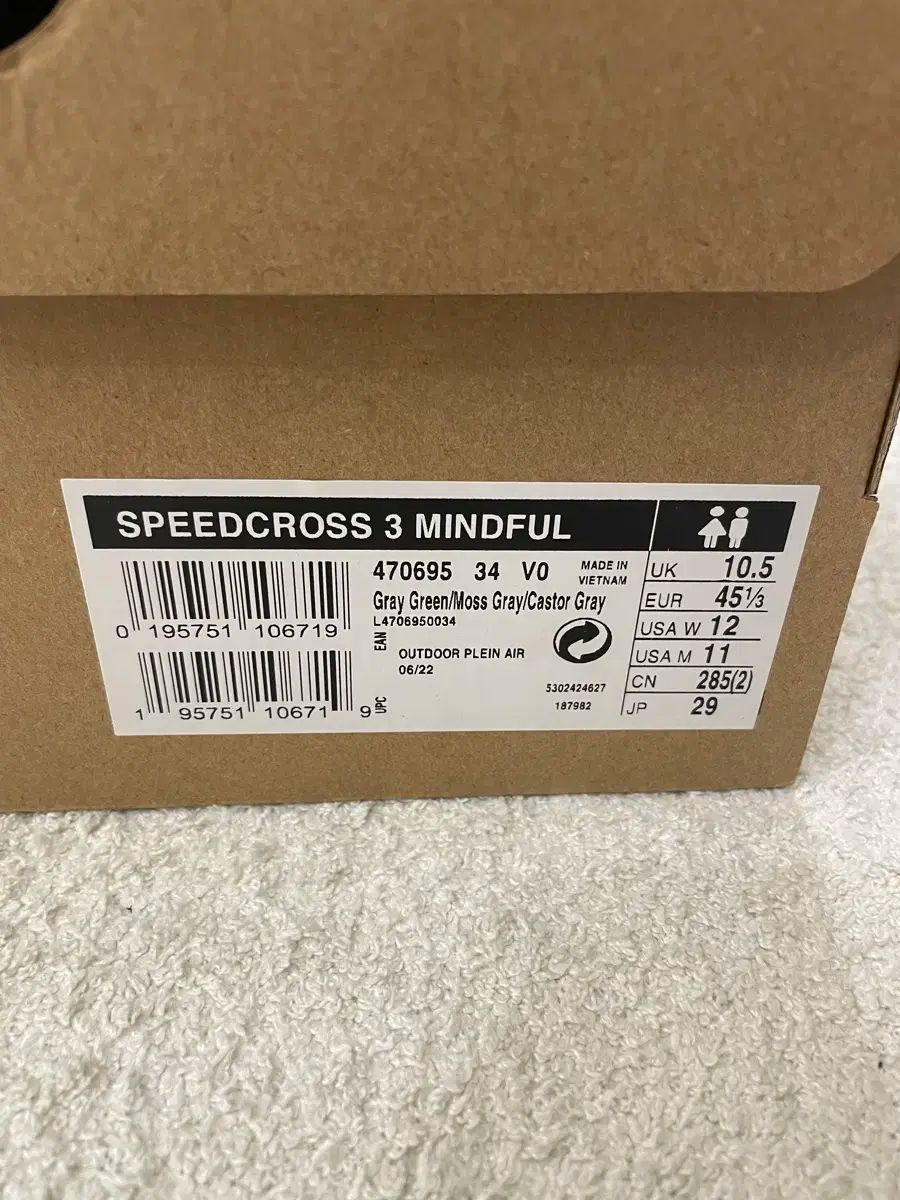 SPEEDCROSS 3 MINDFUL
470695 34 V0
MADE IN
VIETNAM
Gray Green/Moss Gray/Castor Gray
L4706950034
EAN
0 195751 106719
OUTDOOR PLEIN AIR
06/22
5302424627
187982
UPC
1 95751 10671 9
UK 10.5
EUR 45⅓
USA W 12
USA M 11
CN 285(2)
JP 29